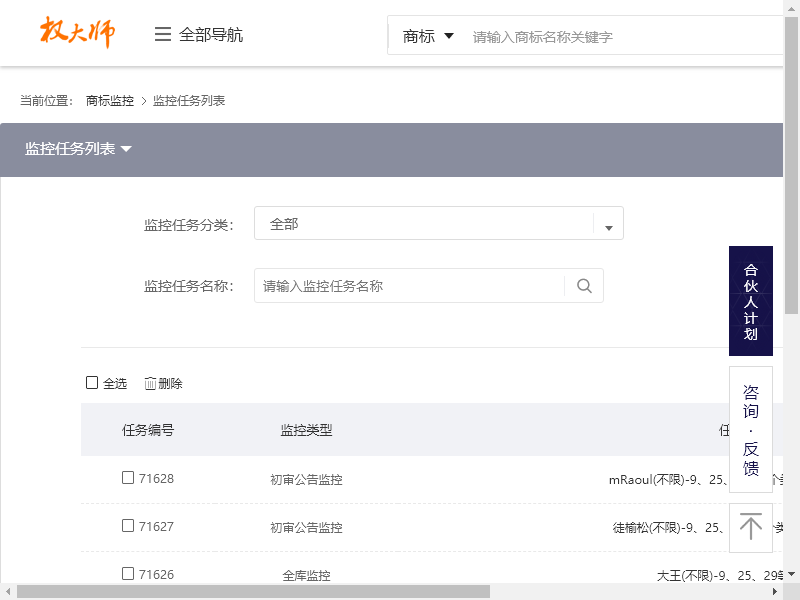 权大师
全部导航
商标
请输入商标名称关键字
当前位置： 商标监控 > 监控任务列表
监控任务列表
监控任务分类： 全部
监控任务名称： 请输入监控任务名称
合伙人计划
咨询·反馈
全选 删除
任务编号 监控类型 任
71628 初审公告监控 mRaoul(不限)-9、25、 个类
71627 初审公告监控 徒榆松(不限)-9、25、 类
71626 全库监控 大王(不限)-9、25、29等